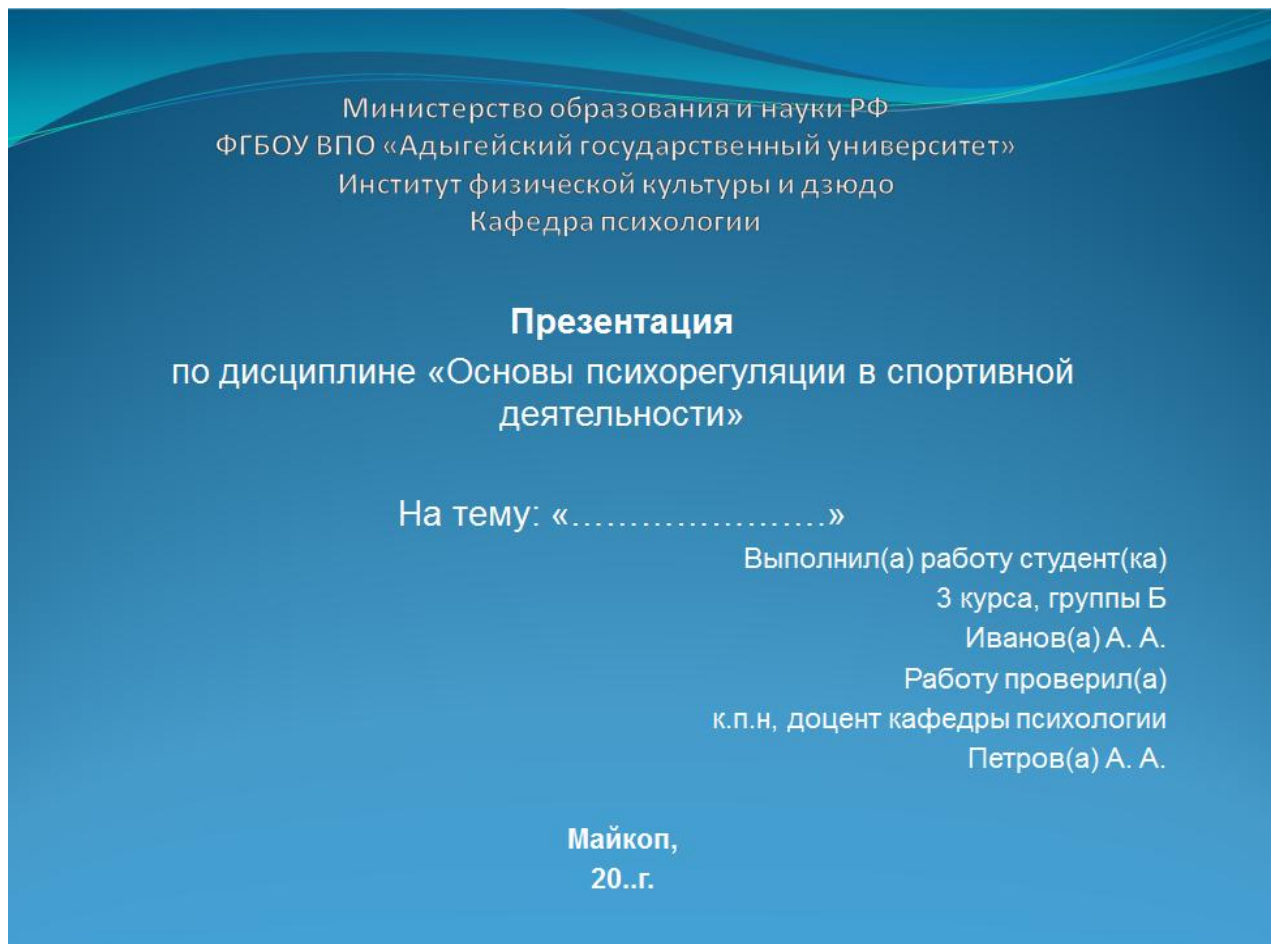 Министерство образования и науки РФ
ФГБОУ ВПО «Адыгейский государственный университет»
Институт физической культуры и дзюдо
Кафедра психологии
Презентация
по дисциплине «Основы психорегуляции в спортивной
деятельности»
На тему: «......................»
Выполнил(а) работу студент(ка)
3 курса, группы Б
Иванов(а) А. А.
Работу проверил(а)
к.п.н, доцент кафедры психологии
Петров(а) А. А.
Майкоп,
20..г.